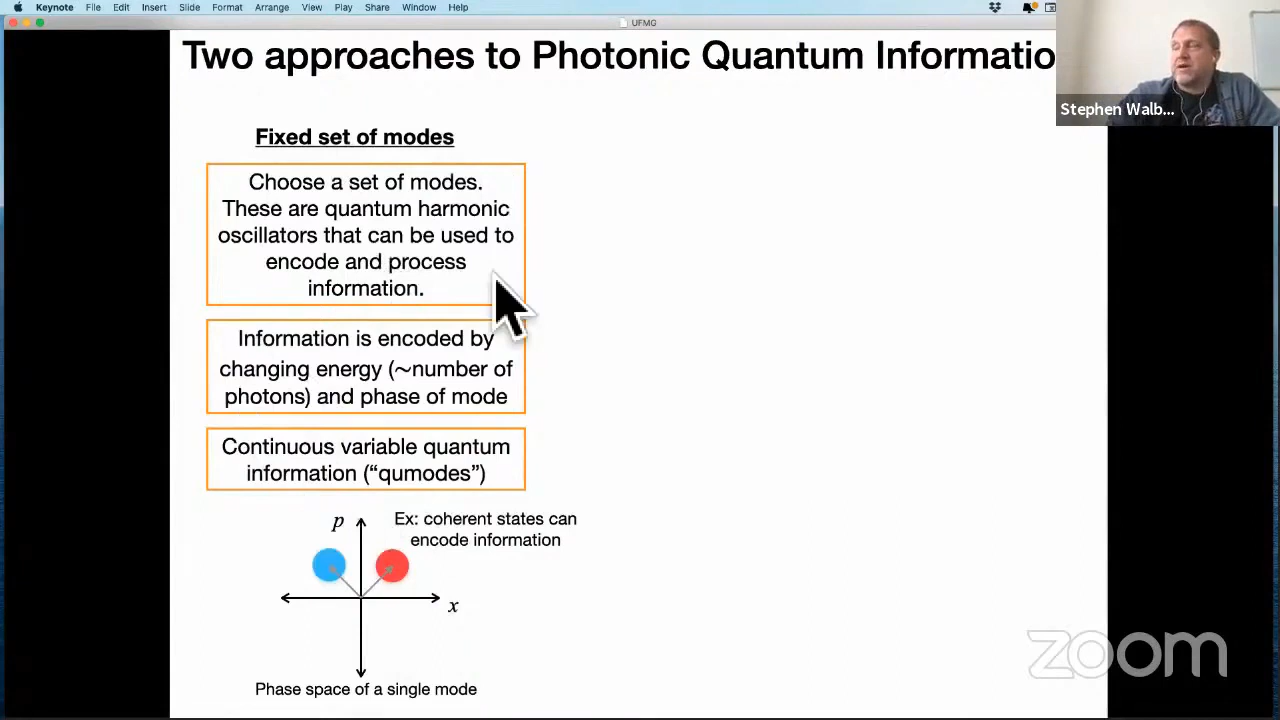 Keynote File Edit Insert Slide Format Arrange View Play Share Window Help
UFMG
Two approaches to Photonic Quantum Informatio
Stephen Walb...
Fixed set of modes
Choose a set of modes.
These are quantum harmonic
oscillators that can be used to
encode and process
information.
Information is encoded by
changing energy (~number of
photons) and phase of mode
Continuous variable quantum
information (“qumodes”)
p
Ex: coherent states can
encode information
x
Phase space of a single mode
zoom